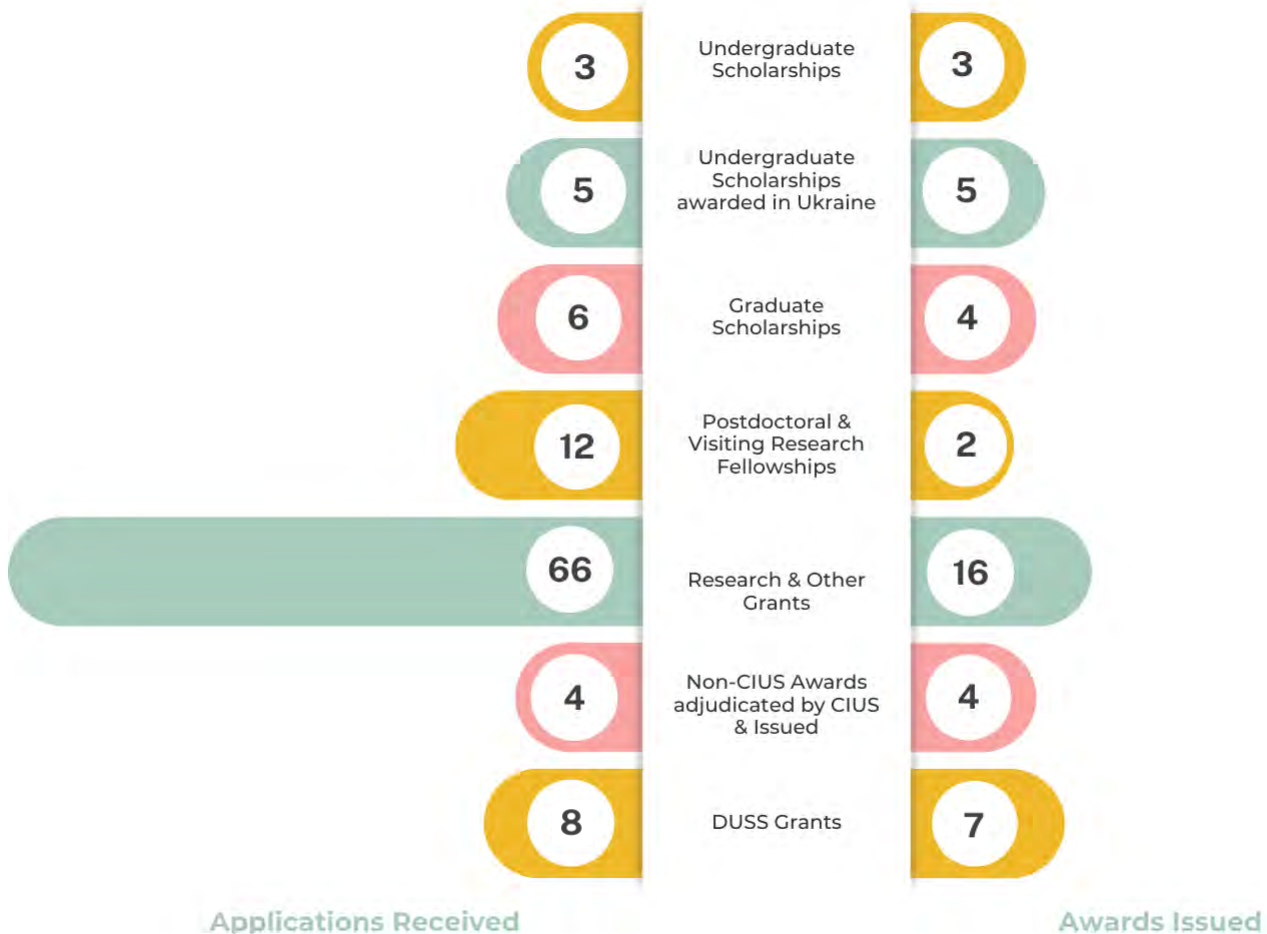 3
Undergraduate
Scholarships
3
5
Undergraduate
Scholarships
awarded in Ukraine
5
6
Graduate
Scholarships
4
12
Postdoctoral &
Visiting Research
Fellowships
2
66
Research & Other
Grants
16
4
Non-CIUS Awards
adjudicated by CIUS
& Issued
4
8
DUSS Grants
7
Applications Received
Awards Issued